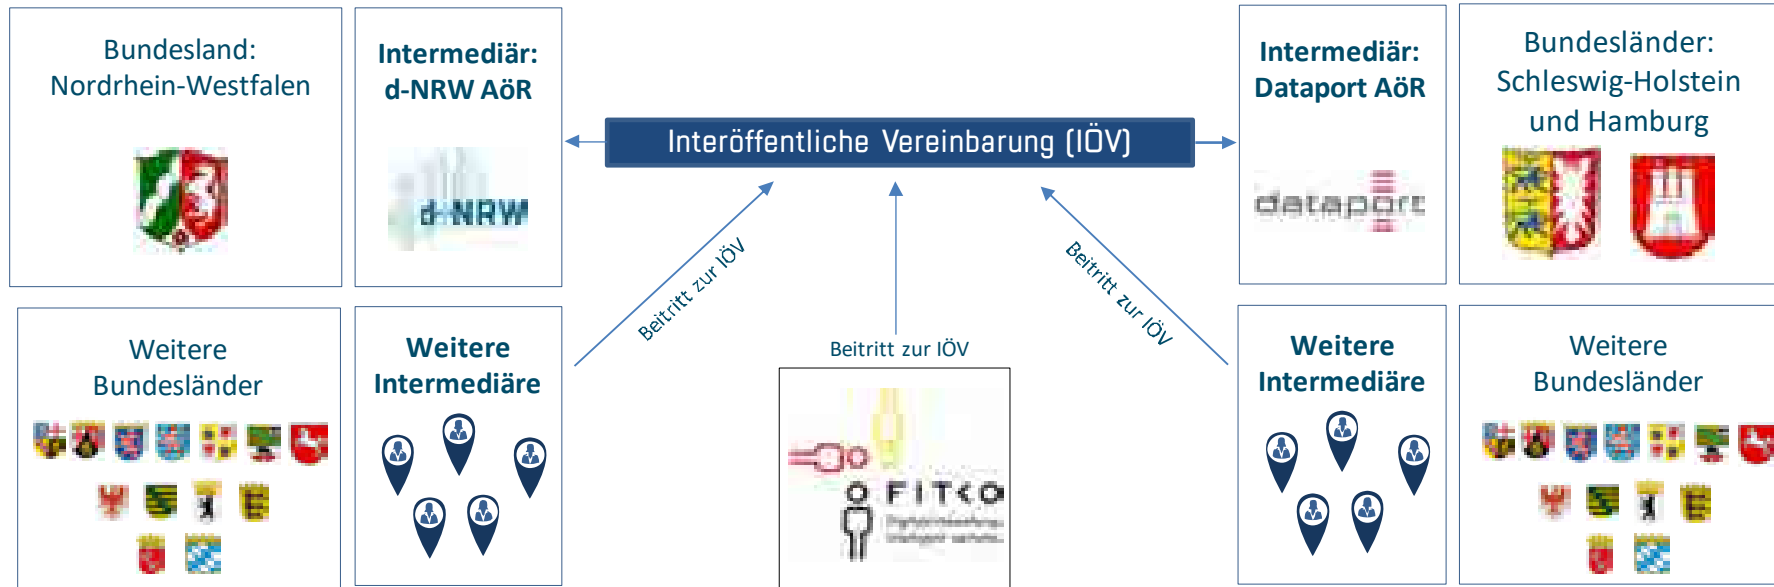 Bundesland:
Nordrhein-Westfalen
Intermediär:
d-NRW AöR
d-NRW
Interöffentliche Vereinbarung (IÖV)
Intermediär:
Dataport AöR
dataport
Bundesländer:
Schleswig-Holstein
und Hamburg
Weitere
Bundesländer
Weitere
Intermediäre
Beitritt zur IÖV
Beitritt zur IÖV
FITKO
Beitritt zur IÖV
Weitere
Intermediäre
Weitere
Bundesländer